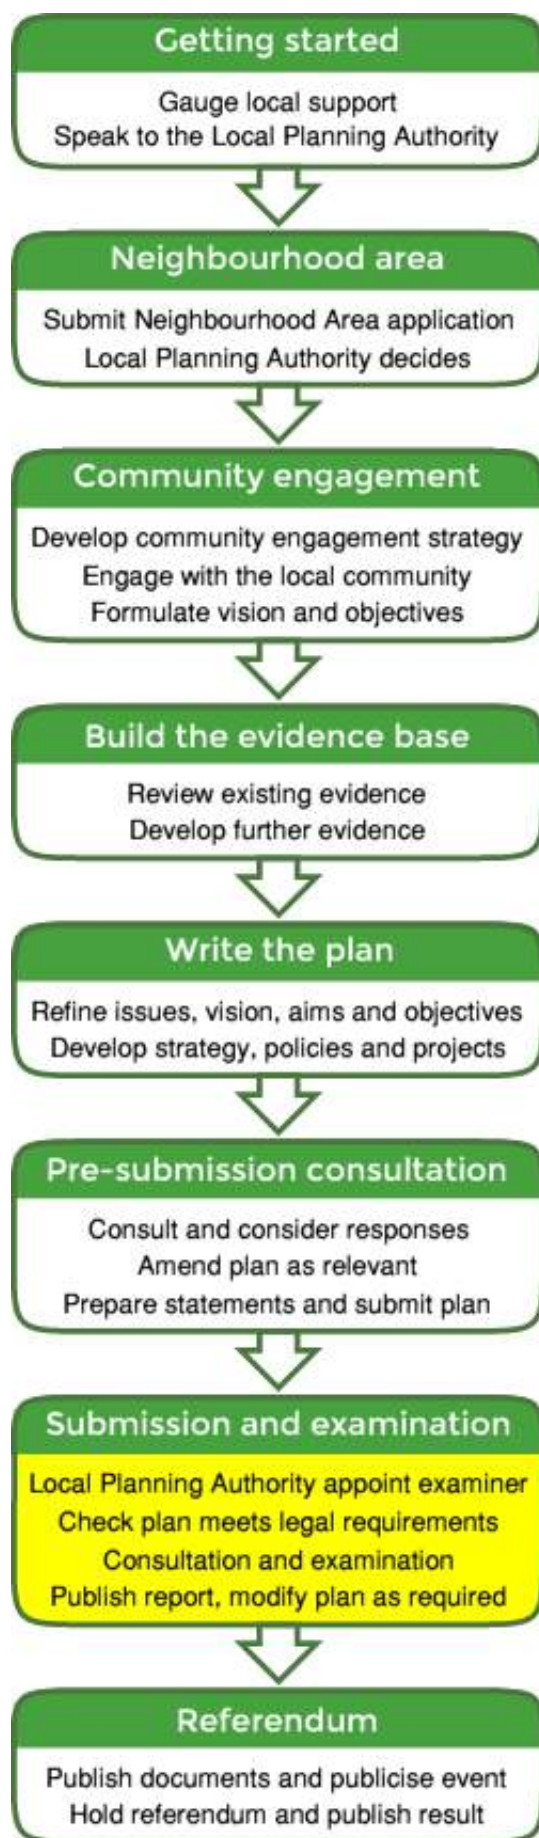 Getting started
Gauge local support
Speak to the Local Planning Authority
Neighbourhood area
Submit Neighbourhood Area application
Local Planning Authority decides
Community engagement
Develop community engagement strategy
Engage with the local community
Formulate vision and objectives
Build the evidence base
Review existing evidence
Develop further evidence
Write the plan
Refine issues, vision, aims and objectives
Develop strategy, policies and projects
Pre-submission consultation
Consult and consider responses
Amend plan as relevant
Prepare statements and submit plan
Submission and examination
Local Planning Authority appoint examiner
Check plan meets legal requirements
Consultation and examination
Publish report, modify plan as required
Referendum
Publish documents and publicise event
Hold referendum and publish result